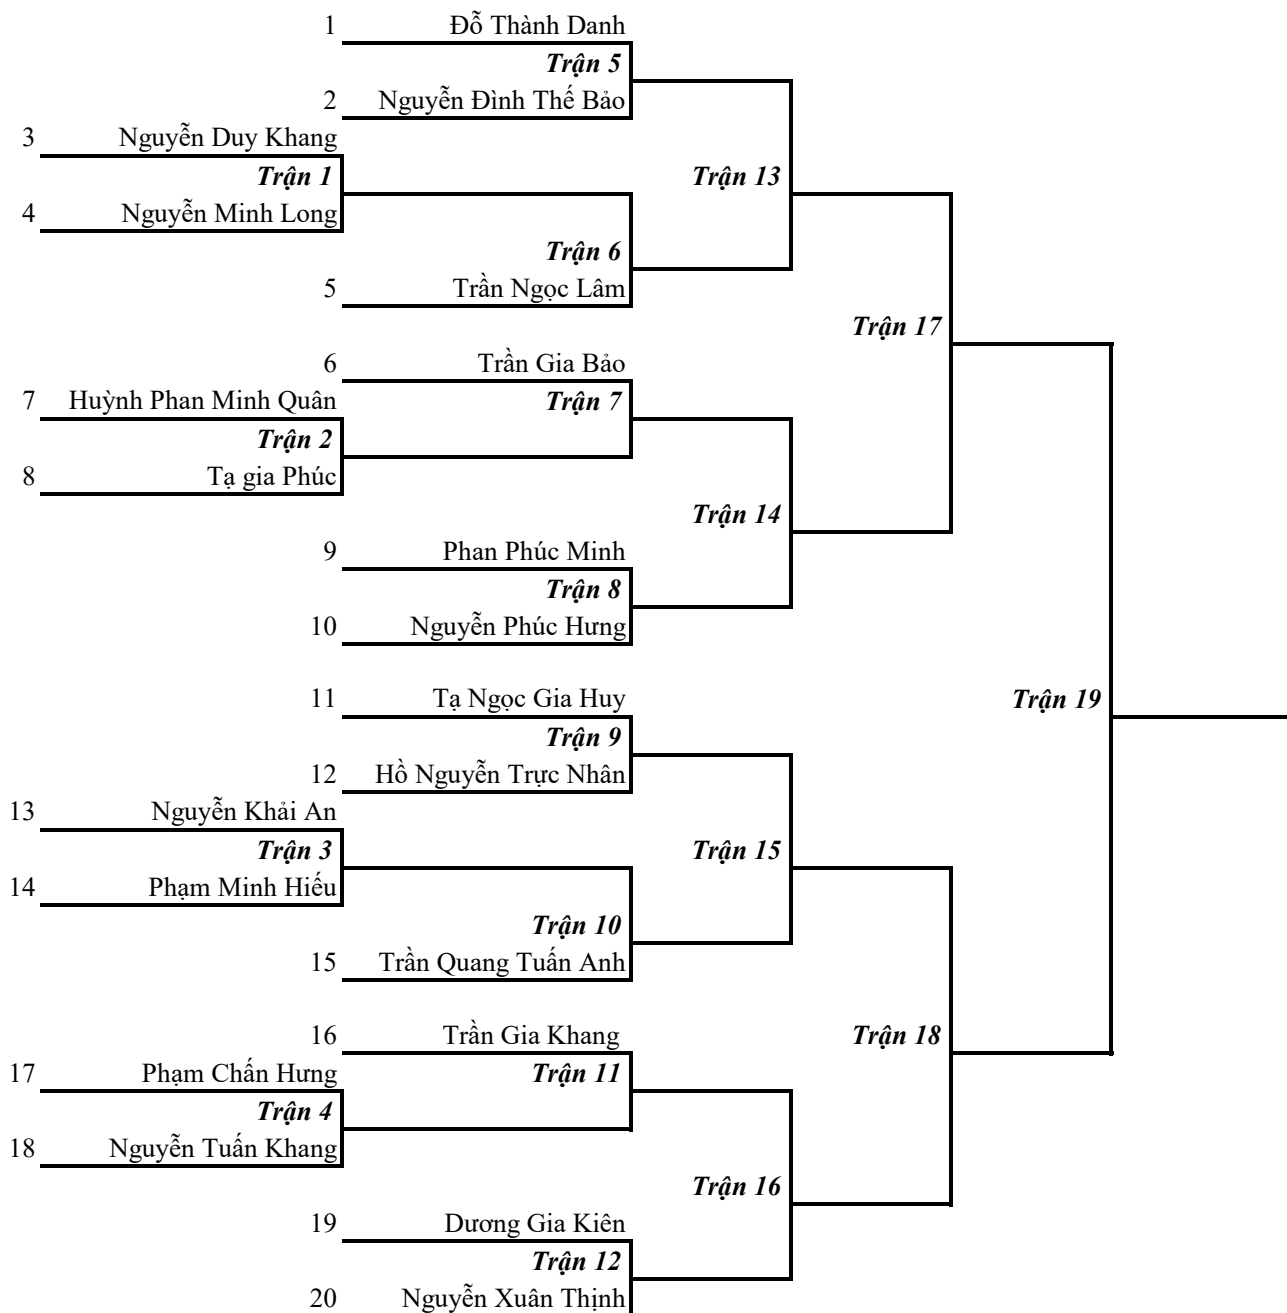 1 Đỗ Thành Danh
Trận 5
2 Nguyễn Đình Thế Bảo
3 Nguyễn Duy Khang
Trận 1 Trận 13
4 Nguyễn Minh Long
Trận 6
5 Trần Ngọc Lâm
Trận 17
6 Trần Gia Bảo
7 Huỳnh Phan Minh Quân Trận 7
Trận 2
8 Tạ gia Phúc
Trận 14
9 Phan Phúc Minh
Trận 8
10 Nguyễn Phúc Hưng
11 Tạ Ngọc Gia Huy Trận 19
Trận 9
12 Hồ Nguyễn Trực Nhân
13 Nguyễn Khải An
Trận 3 Trận 15
14 Phạm Minh Hiếu
Trận 10
15 Trần Quang Tuấn Anh
16 Trần Gia Khang Trận 18
17 Phạm Chấn Hưng Trận 11
Trận 4
18 Nguyễn Tuấn Khang
Trận 16
19 Dương Gia Kiên
Trận 12
20 Nguyễn Xuân Thịnh